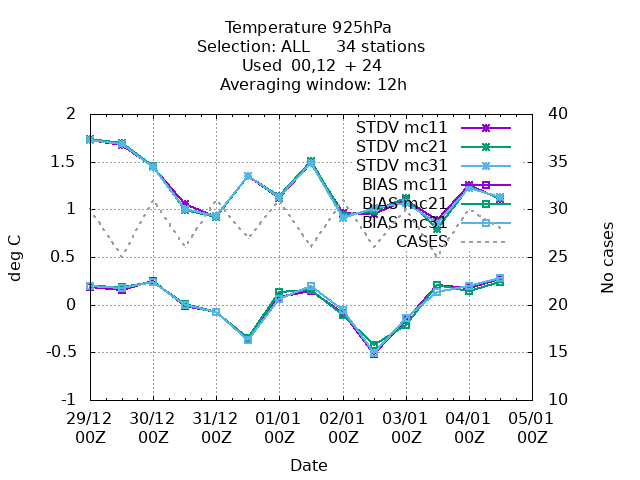 Temperature 925hPa
Selection: ALL 34 stations
Used 00,12 + 24
Averaging window: 12h
STDV mc11
STDV mc21
STDV mc31
BIAS mc11
BIAS mc21
BIAS mc31
CASES
deg C
2
1.5
1
0.5
0
-0.5
-1
40
35
30
25
20
15
10
No cases
29/12 30/12 31/12 01/01 02/01 03/01 04/01 05/01
00Z 00Z 00Z 00Z 00Z 00Z 00Z 00Z
Date